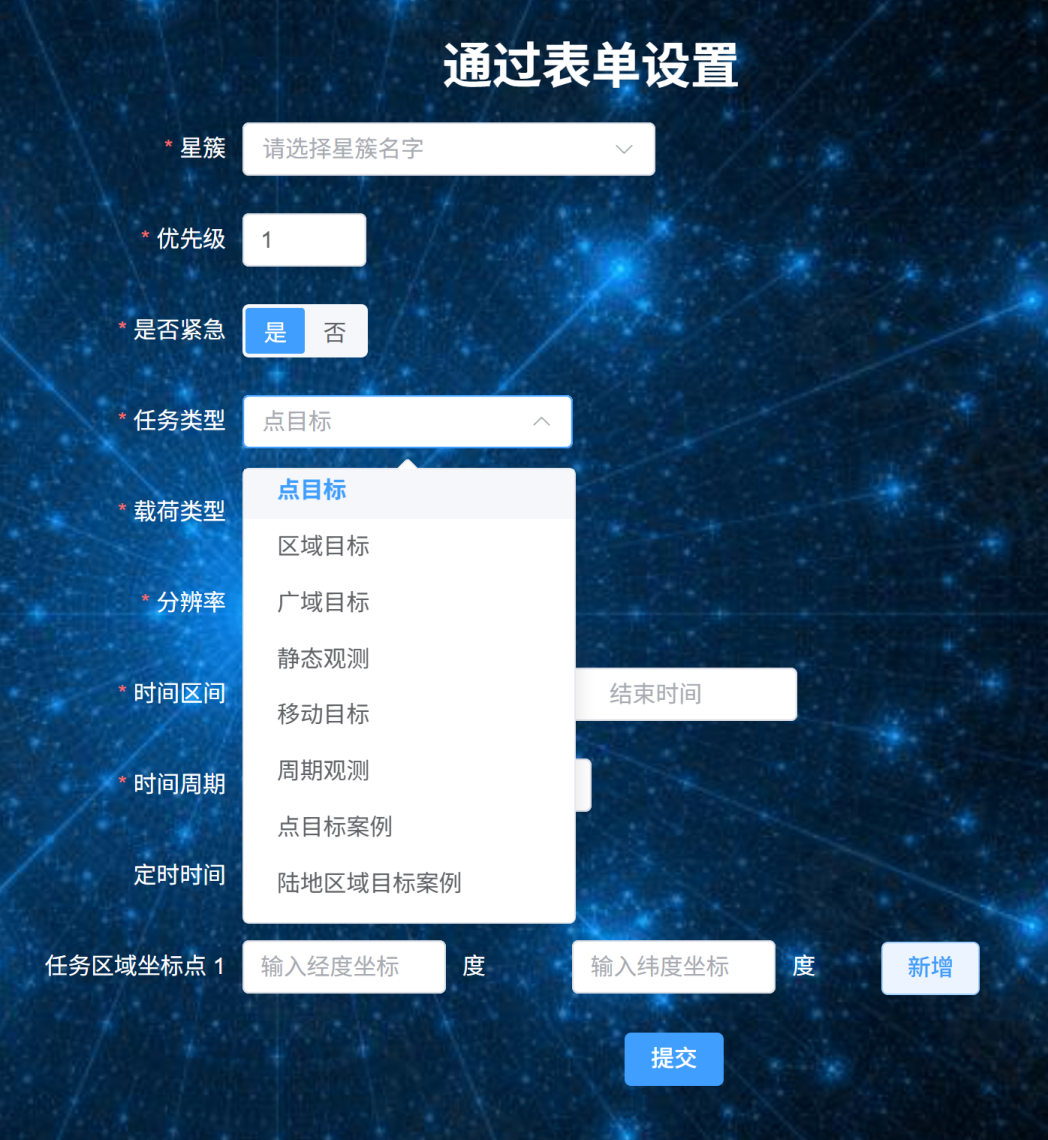 通过表单设置
* 星簇 请选择星簇名字
* 优先级 1
* 是否紧急 是 否
* 任务类型 点目标
点目标
* 载荷类型
区域目标
* 分辨率 广域目标
静态观测
* 时间区间 结束时间
移动目标
周期观测
* 时间周期
点目标案例
定时时间
陆地区域目标案例
任务区域坐标点 1 输入经度坐标 度 输入纬度坐标 度 新增
提交